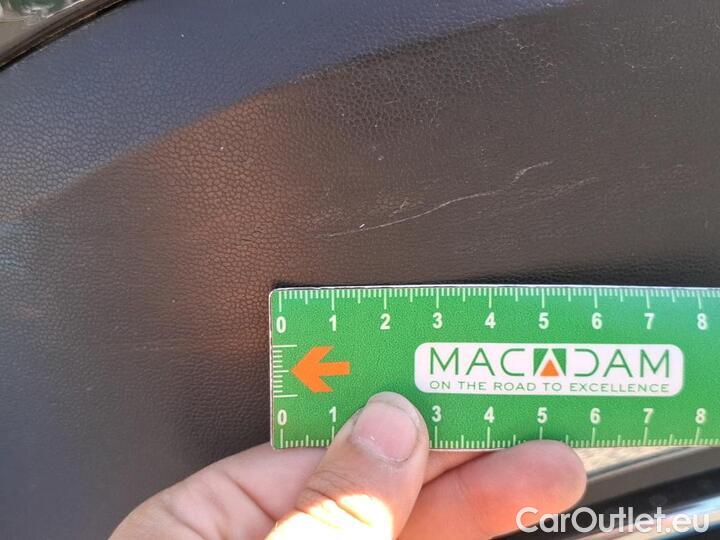 0 1 2 3 4 5 6 7 8
MACADAM
ON THE ROAD TO EXCELLENCE
0 1 3 4 5 6 7 8
CarOutlet.eu